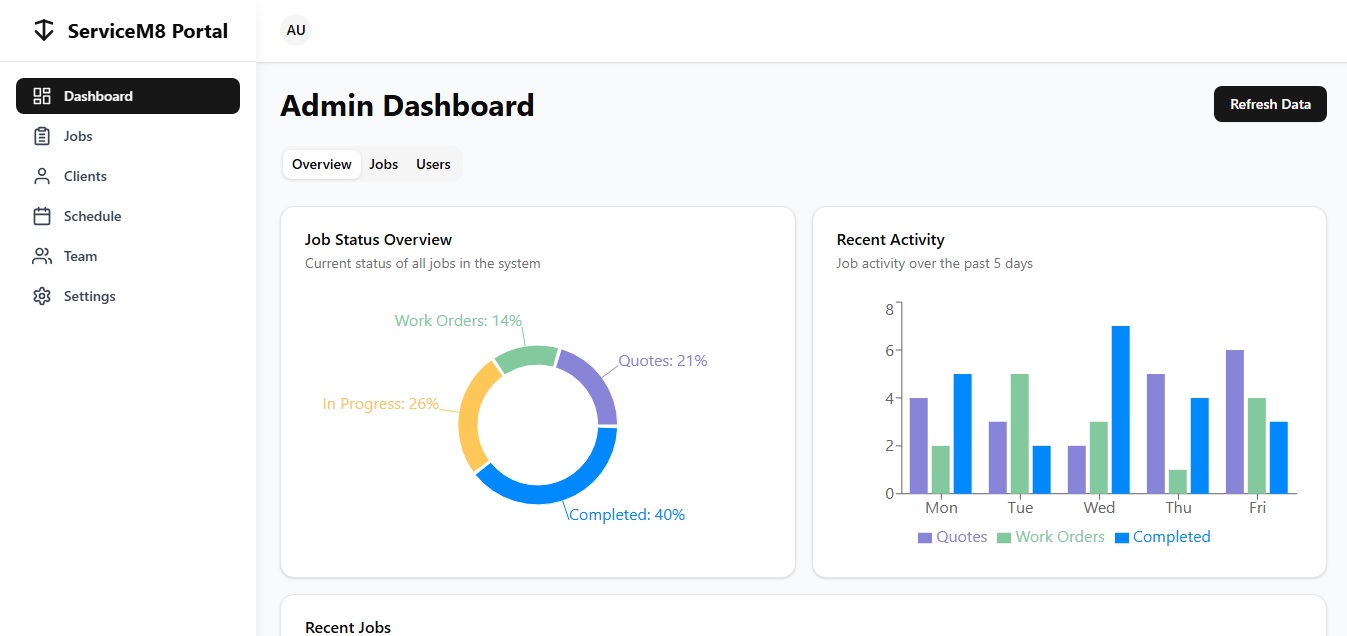 ServiceM8 Portal
AU
Dashboard
Jobs
Clients
Schedule
Team
Settings
Admin Dashboard
Refresh Data
Overview Jobs Users
Job Status Overview
Current status of all jobs in the system
Work Orders: 14%
Quotes: 21%
In Progress: 26%
Completed: 40%
Recent Activity
Job activity over the past 5 days
8
6
4
2
0
Mon Tue Wed Thu Fri
Quotes Work Orders Completed
Recent Jobs